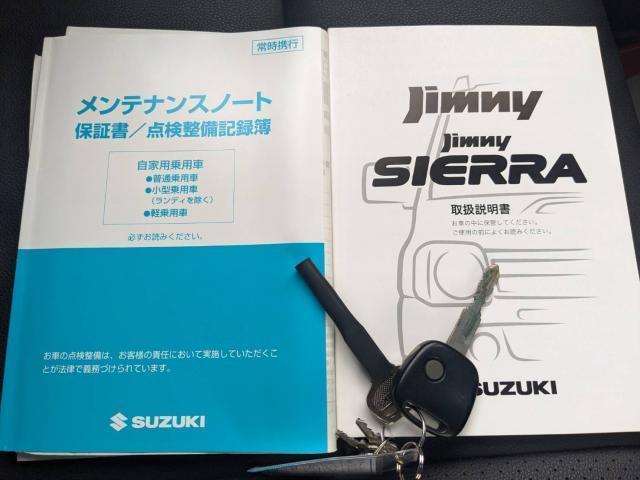 常時携行
メンテナンスノート
保証書／点検整備記録簿
自家用乗用車
●普通乗用車
●小型乗用車
（ランディを除く）
●軽乗用車
必ずお読みください。
お車の点検整備は、お客様の責任において実施していただくこ
とが法律で義務づけられています。
SUZUKI
Jimny
Jimny
SIERRA
取扱説明書
お車の中に保管してください。
ご使用の前によくお読みください。
SUZUKI